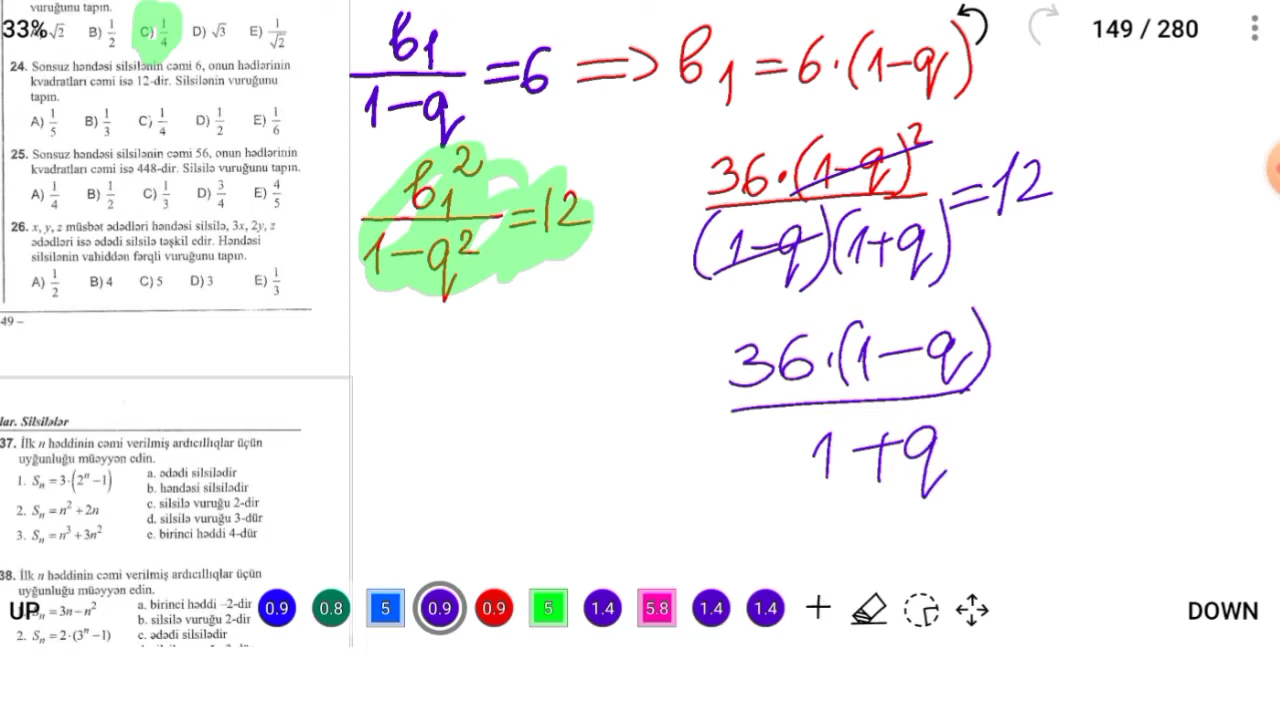 vuruğunu tapın.
33% √2 B) 1/2 C) 1/4 D) √3 E) 1/√2
24. Sonsuz həndəsi silsilənin cəmi 6, onun hədlərinin
kvadratları cəmi isə 12-dir. Silsilənin vuruğunu
tapın.
A) 1/5 B) 1/3 C) 1/4 D) 1/2 E) 1/6
25. Sonsuz həndəsi silsilənin cəmi 56, onun hədlərinin
kvadratları cəmi isə 448-dir. Silsilə vuruğunu tapın.
A) 1/4 B) 1/2 C) 1/3 D) 3/4 E) 4/5
26. x, y, z müsbət ədədləri həndəsi silsilə, 3x, 2y, z
ədədləri isə ədədi silsilə təşkil edir. Həndəsi
silsilənin vahiddən fərqli vuruğunu tapın.
A) 1/2 B) 4 C) 5 D) 3 E) 1/3
49 –
lar. Silsilələr
37. İlk n həddinin cəmi verilmiş ardıcıllıqlar üçün
uyğunluğu müəyyən edin.
1. Sₙ = 3·(2ⁿ −1) a. ədədi silsilədir
b. həndəsi silsilədir
2. Sₙ = n² + 2n c. silsilə vuruğu 2-dir
d. silsilə vuruğu 3-dür
3. Sₙ = n³ + 3n² e. birinci həddi 4-dür
38. İlk n həddinin cəmi verilmiş ardıcıllıqlar üçün
uyğunluğu müəyyən edin.
UP ₙ = 3n − n² a. birinci həddi −2-dir
b. silsilə vuruğu 2-dir
2. Sₙ = 2·(3ⁿ −1) c. ədədi silsilədir
b₁/(1−q) = 6 ⟹ b₁ = 6·(1−q)
b₁²/(1−q²) = 12
36·(1−q)²/((1−q)(1+q)) = 12
36·(1−q)/(1+q)
149 / 280
0.9 0.8 5 0.9 0.9 5 1.4 5.8 1.4 1.4 +
DOWN